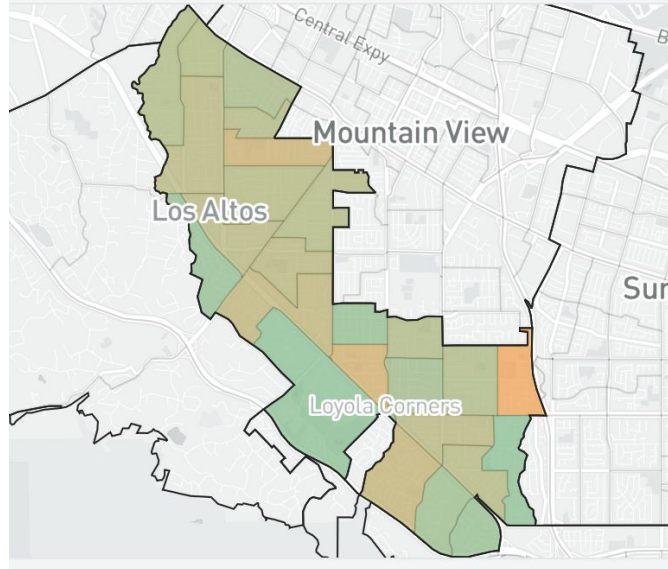 Central Expy
B
Mountain View
Los Altos
Sur
Loyola Corners